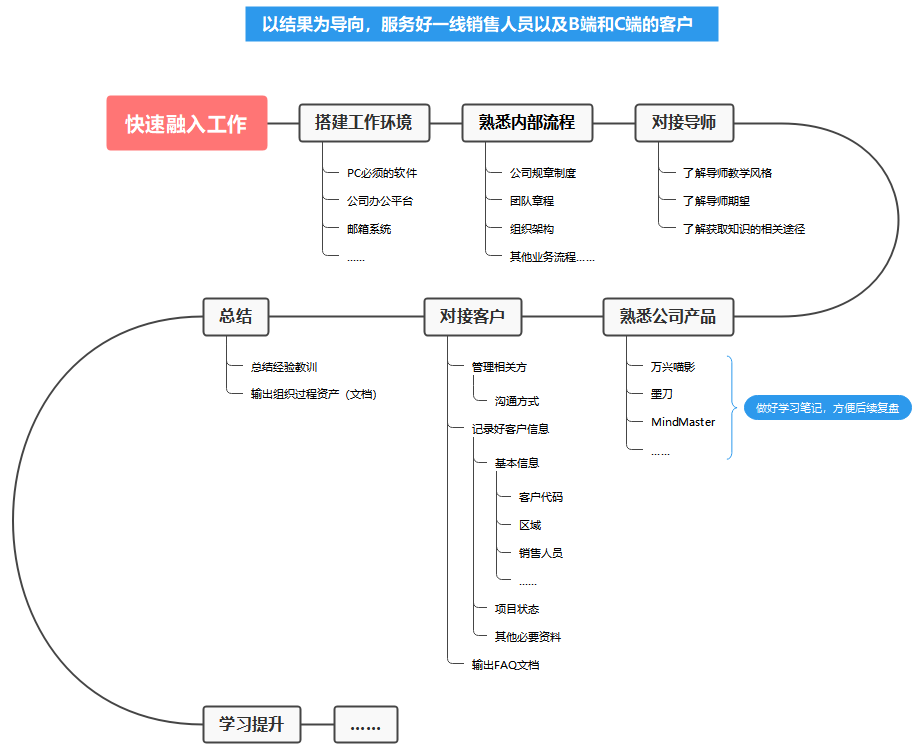 以结果为导向，服务好一线销售人员以及B端和C端的客户
快速融入工作
搭建工作环境
PC必须的软件
公司办公平台
邮箱系统
……
熟悉内部流程
公司规章制度
团队章程
组织架构
其他业务流程……
对接导师
了解导师教学风格
了解导师期望
了解获取知识的相关途径
熟悉公司产品
万兴喵影
墨刀
MindMaster
……
做好学习笔记，方便后续复盘
对接客户
管理相关方
沟通方式
记录好客户信息
基本信息
客户代码
区域
销售人员
……
项目状态
其他必要资料
输出FAQ文档
总结
总结经验教训
输出组织过程资产（文档）
学习提升
……